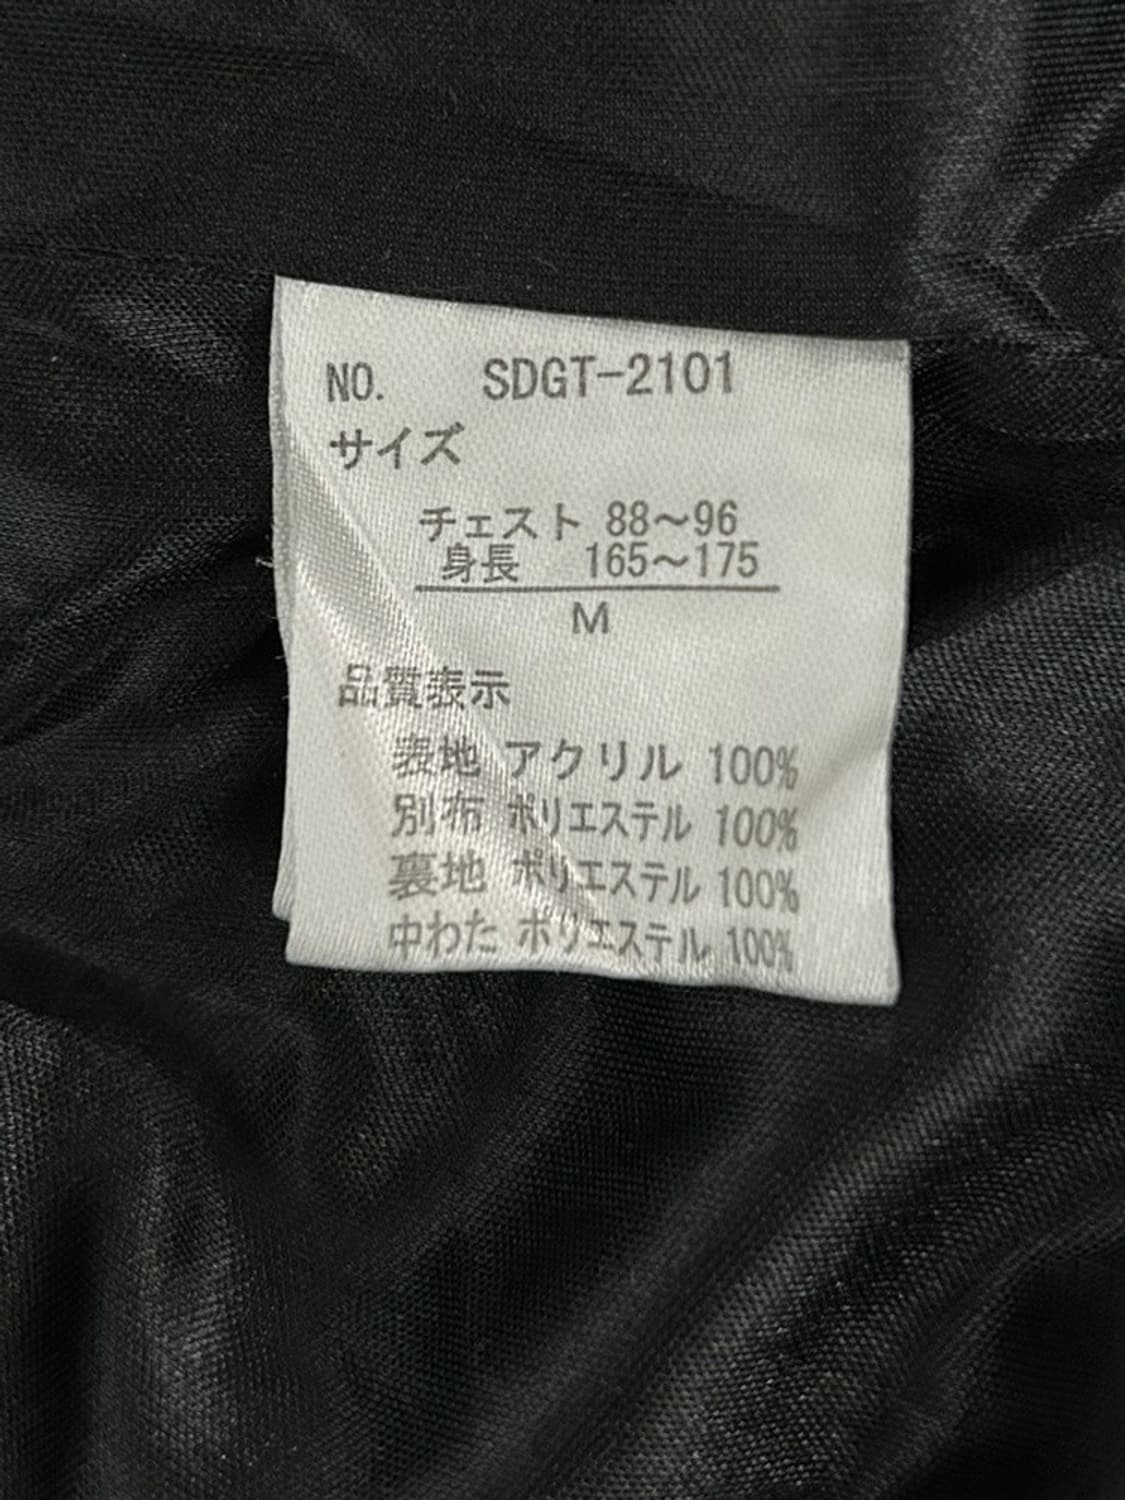 NO. SDGT-2101
サイズ
チェスト 88～96
身長 165～175
M
品質表示
表地 アクリル 100%
別布 ポリエステル 100%
裏地 ポリエステル 100%
中わた ポリエステル 100%